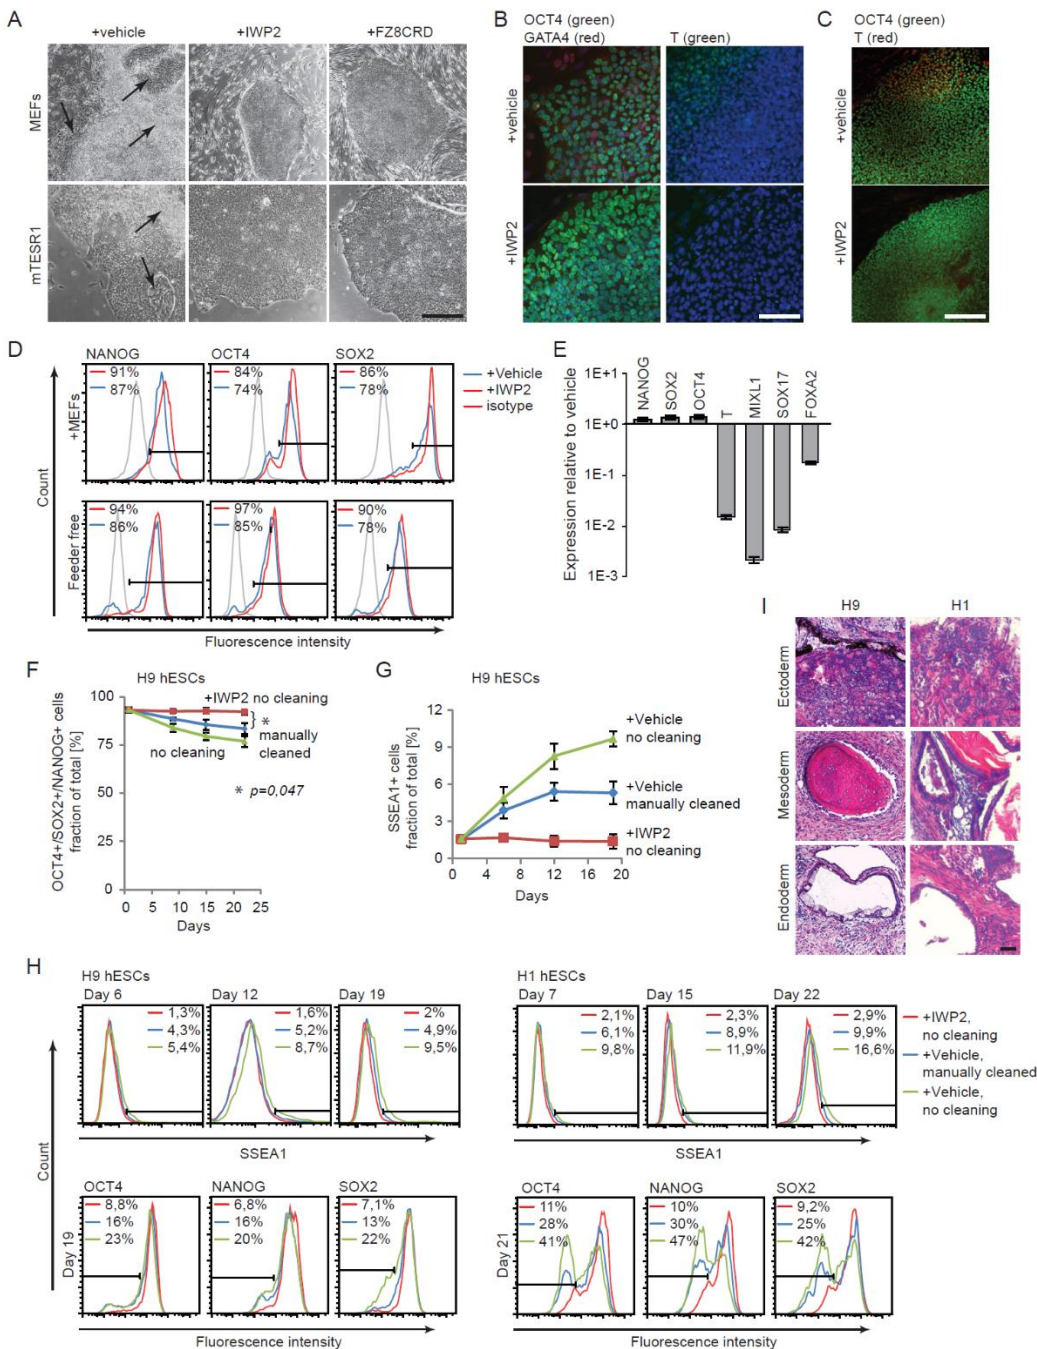 A
+vehicle
+IWP2
+FZ8CRD
MEFs
mTESR1
B
OCT4 (green)
GATA4 (red)
T (green)
+vehicle
+IWP2
C
OCT4 (green)
T (red)
+vehicle
+IWP2
D
NANOG
OCT4
SOX2
91%
87%
84%
74%
86%
78%
+Vehicle
+IWP2
isotype
+MEFs
94%
86%
97%
85%
90%
78%
Feeder free
Count
Fluorescence intensity
E
Expression relative to vehicle
1E+1
1E+0
1E-1
1E-2
1E-3
NANOG
SOX2
OCT4
T
MIXL1
SOX17
FOXA2
F
H9 hESCs
OCT4+/SOX2+/NANOG+ cells
fraction of total [%]
100
75
50
25
0
+IWP2 no cleaning
*
manually
cleaned
no cleaning
* p=0,047
0 5 10 15 20 25
Days
G
H9 hESCs
SSEA1+ cells
fraction of total [%]
12
9
6
3
0
+Vehicle
no cleaning
+Vehicle
manually cleaned
+IWP2
no cleaning
0 4 8 12 16 20
Days
I
H9
H1
Ectoderm
Mesoderm
Endoderm
H
H9 hESCs
Day 6
Day 12
Day 19
1,3%
4,3%
5,4%
1,6%
5,2%
8,7%
2%
4,9%
9,5%
SSEA1
Count
OCT4
NANOG
SOX2
8,8%
16%
23%
6,8%
16%
20%
7,1%
13%
22%
Day 19
Fluorescence intensity
H1 hESCs
Day 7
Day 15
Day 22
2,1%
6,1%
9,8%
2,3%
8,9%
11,9%
2,9%
9,9%
16,6%
+IWP2,
no cleaning
+Vehicle,
manually cleaned
+Vehicle,
no cleaning
SSEA1
OCT4
NANOG
SOX2
11%
28%
41%
10%
30%
47%
9,2%
25%
42%
Day 21
Fluorescence intensity